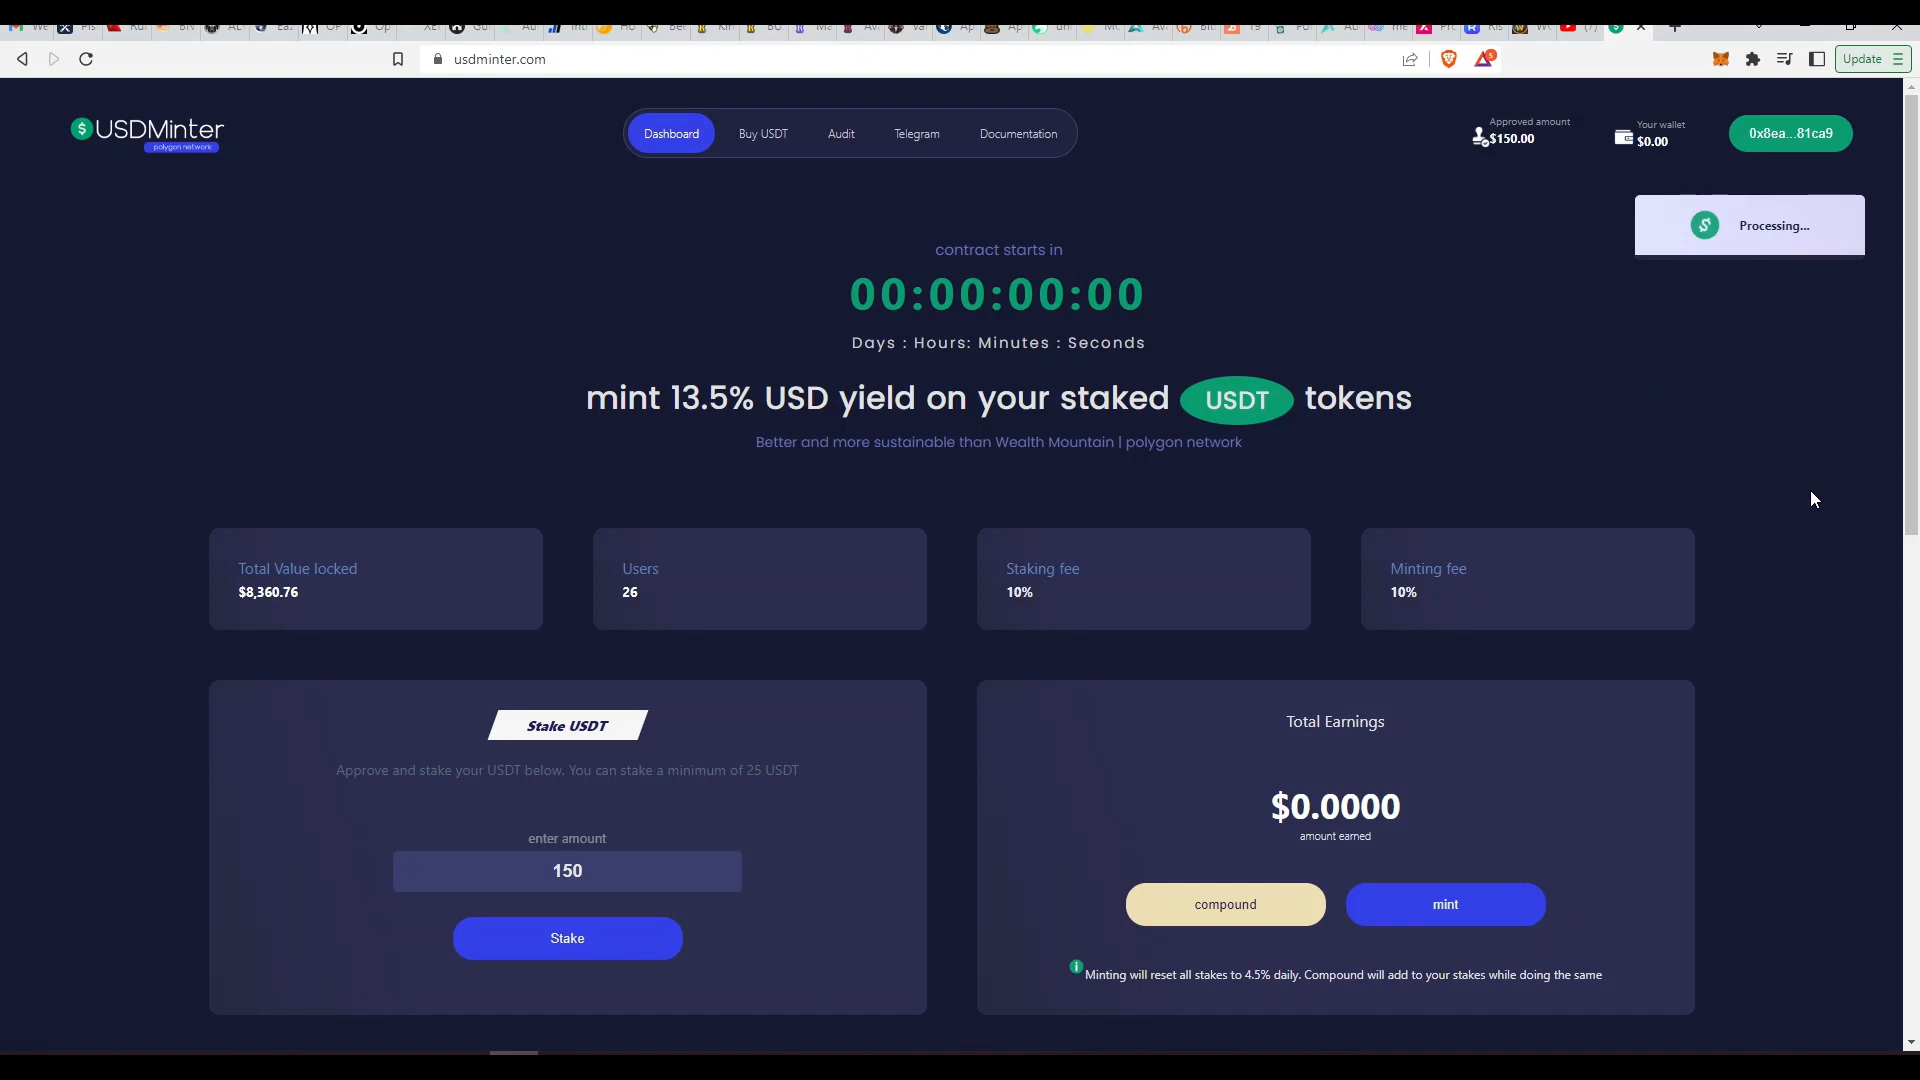 usdminter.com
Update
USDMinter
polygon network
Dashboard
Buy USDT
Audit
Telegram
Documentation
Approved amount
$150.00
Your wallet
$0.00
0x8ea...81ca9
Processing...
contract starts in
00:00:00:00
Days : Hours: Minutes : Seconds
mint 13.5% USD yield on your staked USDT tokens
Better and more sustainable than Wealth Mountain | polygon network
Total Value locked
$8,360.76
Users
26
Staking fee
10%
Minting fee
10%
Stake USDT
Approve and stake your USDT below. You can stake a minimum of 25 USDT
enter amount
150
Stake
Total Earnings
$0.0000
amount earned
compound
mint
Minting will reset all stakes to 4.5% daily. Compound will add to your stakes while doing the same